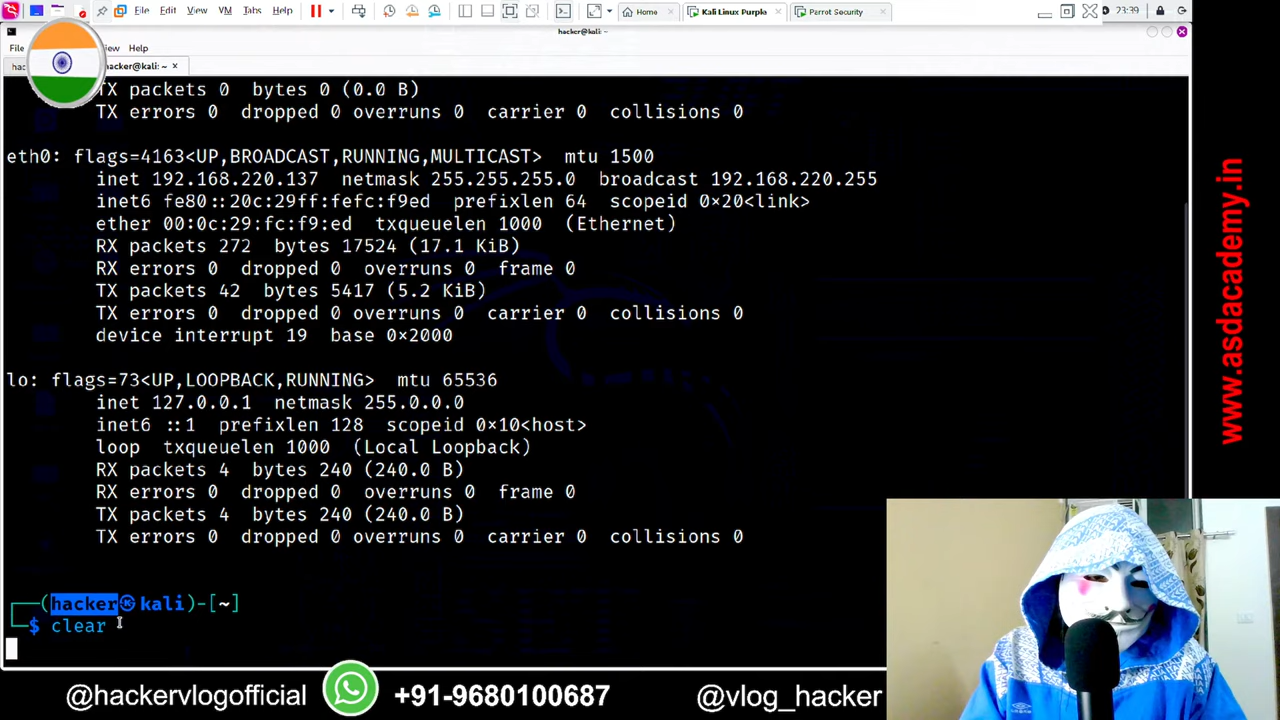 File Edit View VM Tabs Help
Home × Kali Linux Purple × Parrot Security ×
23:39
hacker@kali: ~
File
Help
hacker@kali: ~ ×
TX packets 0 bytes 0 (0.0 B)
TX errors 0 dropped 0 overruns 0 carrier 0 collisions 0
eth0: flags=4163<UP,BROADCAST,RUNNING,MULTICAST> mtu 1500
inet 192.168.220.137 netmask 255.255.255.0 broadcast 192.168.220.255
inet6 fe80::20c:29ff:fefc:f9ed prefixlen 64 scopeid 0×20<link>
ether 00:0c:29:fc:f9:ed txqueuelen 1000 (Ethernet)
RX packets 272 bytes 17524 (17.1 KiB)
RX errors 0 dropped 0 overruns 0 frame 0
TX packets 42 bytes 5417 (5.2 KiB)
TX errors 0 dropped 0 overruns 0 carrier 0 collisions 0
device interrupt 19 base 0×2000
lo: flags=73<UP,LOOPBACK,RUNNING> mtu 65536
inet 127.0.0.1 netmask 255.0.0.0
inet6 ::1 prefixlen 128 scopeid 0×10<host>
loop txqueuelen 1000 (Local Loopback)
RX packets 4 bytes 240 (240.0 B)
RX errors 0 dropped 0 overruns 0 frame 0
TX packets 4 bytes 240 (240.0 B)
TX errors 0 dropped 0 overruns 0 carrier 0 collisions 0
┌──(hacker㉿kali)-[~]
└─$ clear
www.asdacademy.in
@hackervlogofficial +91-9680100687 @vlog_hacker